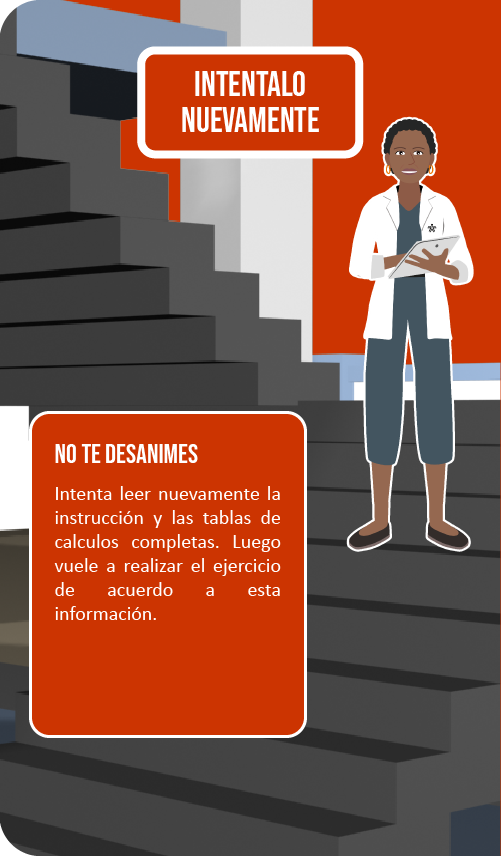 INTENTALO
NUEVAMENTE
NO TE DESANIMES
Intenta leer nuevamente la
instrucción y las tablas de
calculos completas. Luego
vuele a realizar el ejercicio
de acuerdo a esta
información.